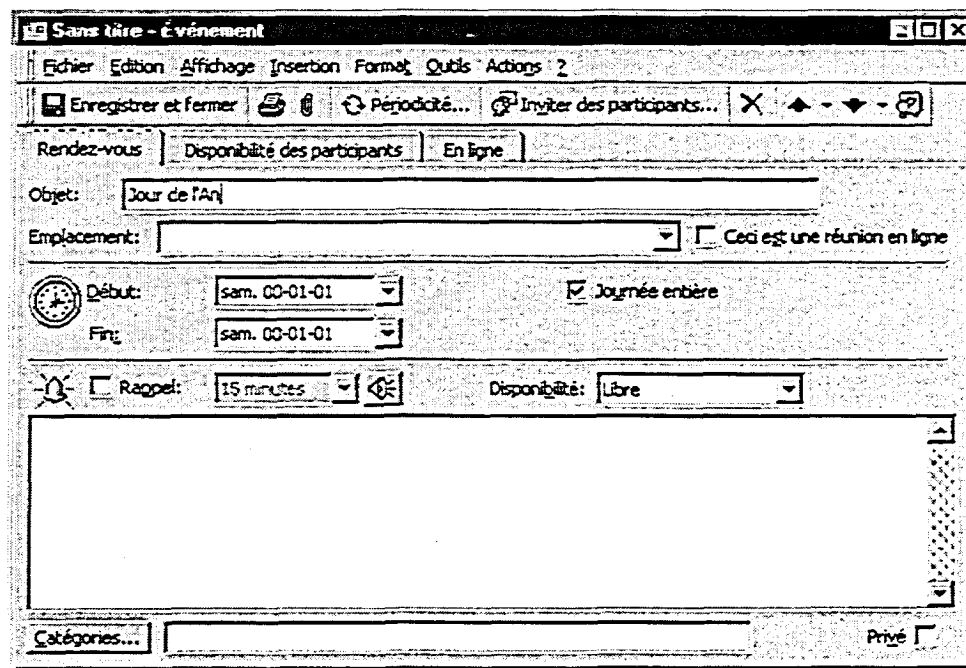 Sans titre - Événement
Fichier Edition Affichage Insertion Format Outils Actions ?
Enregistrer et fermer Périodicité... Inviter des participants...
Rendez-vous Disponibilité des participants En ligne
Objet: Jour de l'An
Emplacement: Ceci est une réunion en ligne
Début: sam. 00-01-01 Journée entière
Fin: sam. 00-01-01
Rappel: 15 minutes Disponibilité: Libre
Catégories... Privé